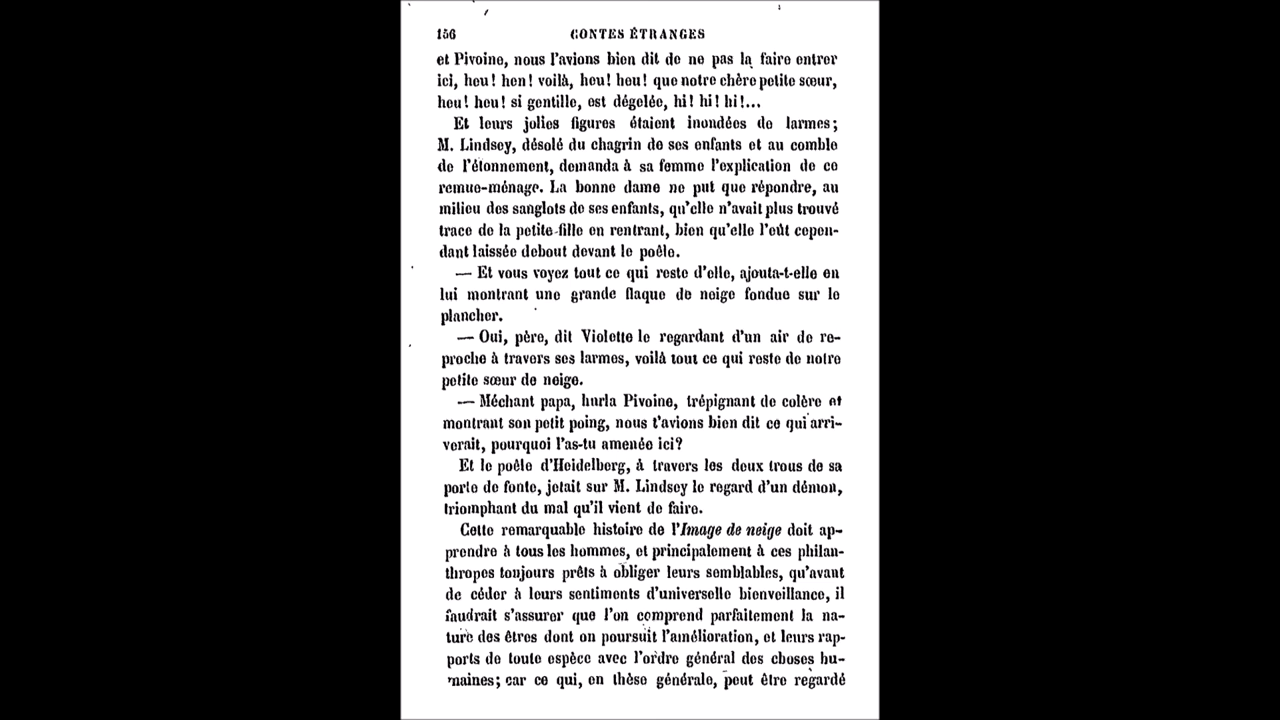 156 CONTES ÉTRANGES
et Pivoine, nous l'avions bien dit de ne pas la faire entrer
ici, heu! hen! voilà, heu! heu! que notre chère petite sœur,
heu! heu! si gentille, est dégelée, hi! hi! hi!...
Et leurs jolies figures étaient inondées de larmes;
M. Lindsey, désolé du chagrin de ses enfants et au comble
de l'étonnement, demanda à sa femme l'explication de ce
remue-ménage. La bonne dame ne put que répondre, au
milieu des sanglots de ses enfants, qu'elle n'avait plus trouvé
trace de la petite fille en rentrant, bien qu'elle l'eût cepen-
dant laissée debout devant le poêle.
— Et vous voyez tout ce qui reste d'elle, ajouta-t-elle en
lui montrant une grande flaque de neige fondue sur le
plancher.
— Oui, père, dit Violette le regardant d'un air de re-
proche à travers ses larmes, voilà tout ce qui reste de notre
petite sœur de neige.
— Méchant papa, hurla Pivoine, trépignant de colère et
montrant son petit poing, nous t'avions bien dit ce qui arri-
verait, pourquoi l'as-tu amenée ici?
Et le poêle d'Heidelberg, à travers les deux trous de sa
porte de fonte, jetait sur M. Lindsey le regard d'un démon,
triomphant du mal qu'il vient de faire.
Cette remarquable histoire de l'Image de neige doit ap-
prendre à tous les hommes, et principalement à ces philan-
thropes toujours prêts à obliger leurs semblables, qu'avant
de céder à leurs sentiments d'universelle bienveillance, il
faudrait s'assurer que l'on comprend parfaitement la na-
ture des êtres dont on poursuit l'amélioration, et leurs rap-
ports de toute espèce avec l'ordre général des choses hu-
maines; car ce qui, en thèse générale, peut être regardé